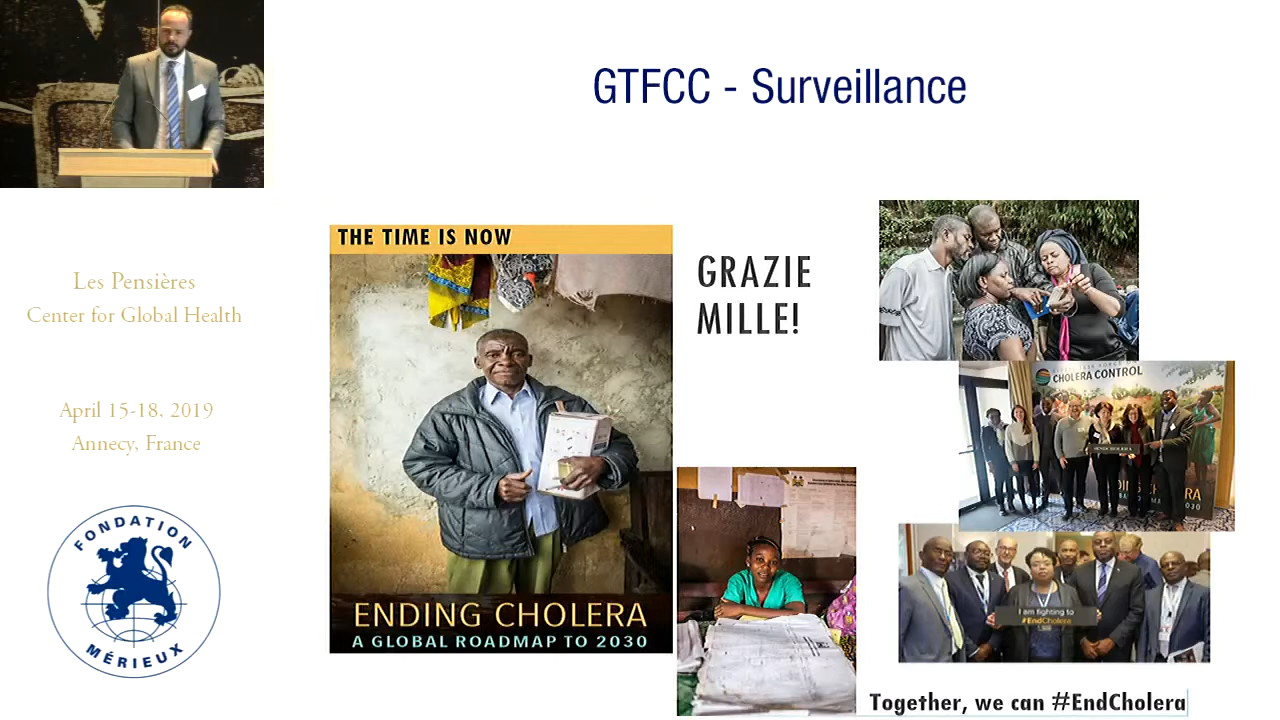 GTFCC - Surveillance
Les Pensières
Center for Global Health
April 15-18, 2019
Annecy, France
FONDATION
MÉRIEUX
THE TIME IS NOW
ENDING CHOLERA
A GLOBAL ROADMAP TO 2030
GRAZIE
MILLE!
CHOLERA CONTROL
I am fighting to
#EndCholera
Together, we can #EndCholera